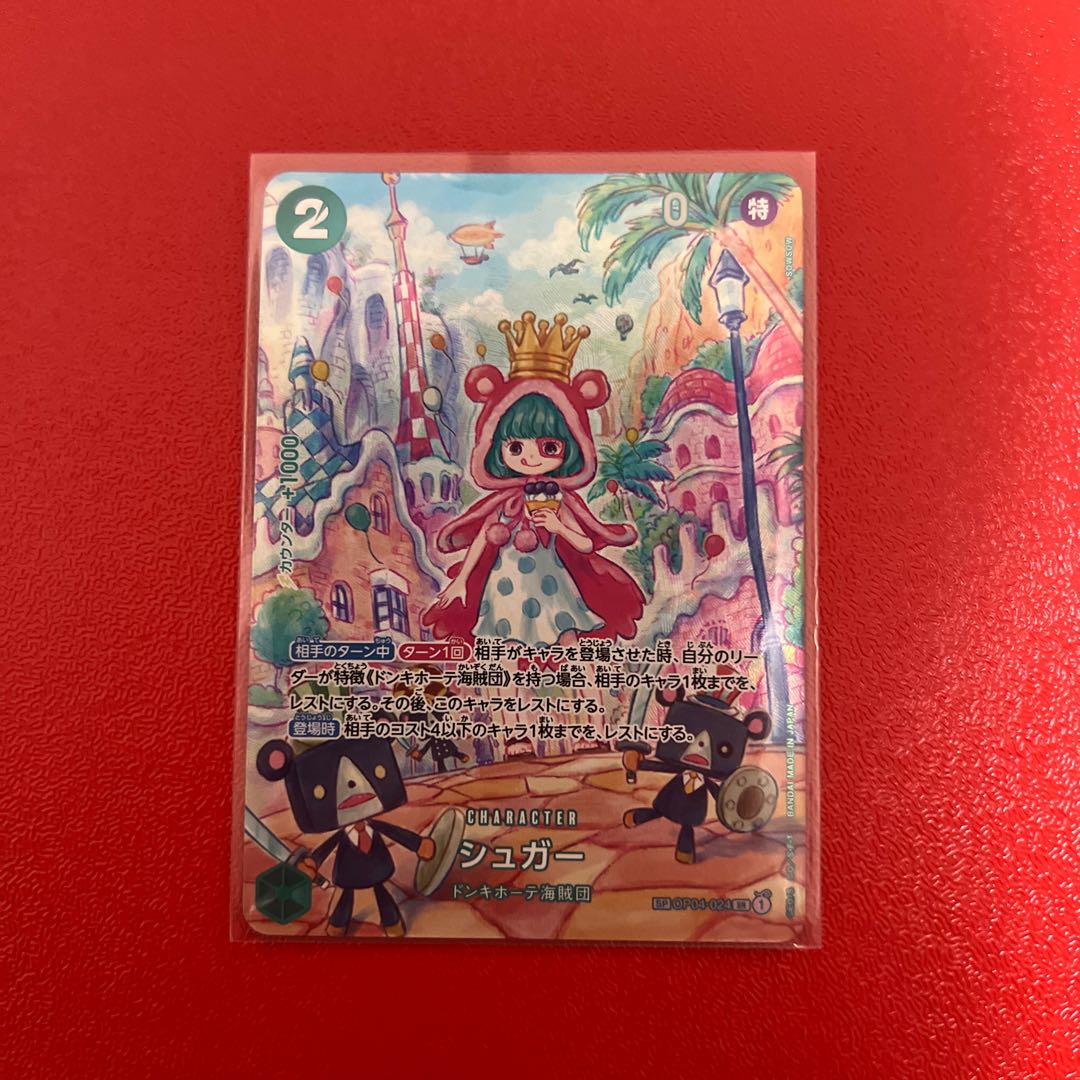 2
0
特
SOWSOW
カウンター+1000
相手のターン中 ターン1回 相手がキャラを登場させた時、自分のリー
ダーが特徴《ドンキホーテ海賊団》を持つ場合、相手のキャラ1枚までを、
レストにする。その後、このキャラをレストにする。
登場時 相手のコスト4以下のキャラ1枚までを、レストにする。
BANDAI MADE IN JAPAN
CHARACTER
シュガー
ドンキホーテ海賊団
SP OP04-024 SR 1